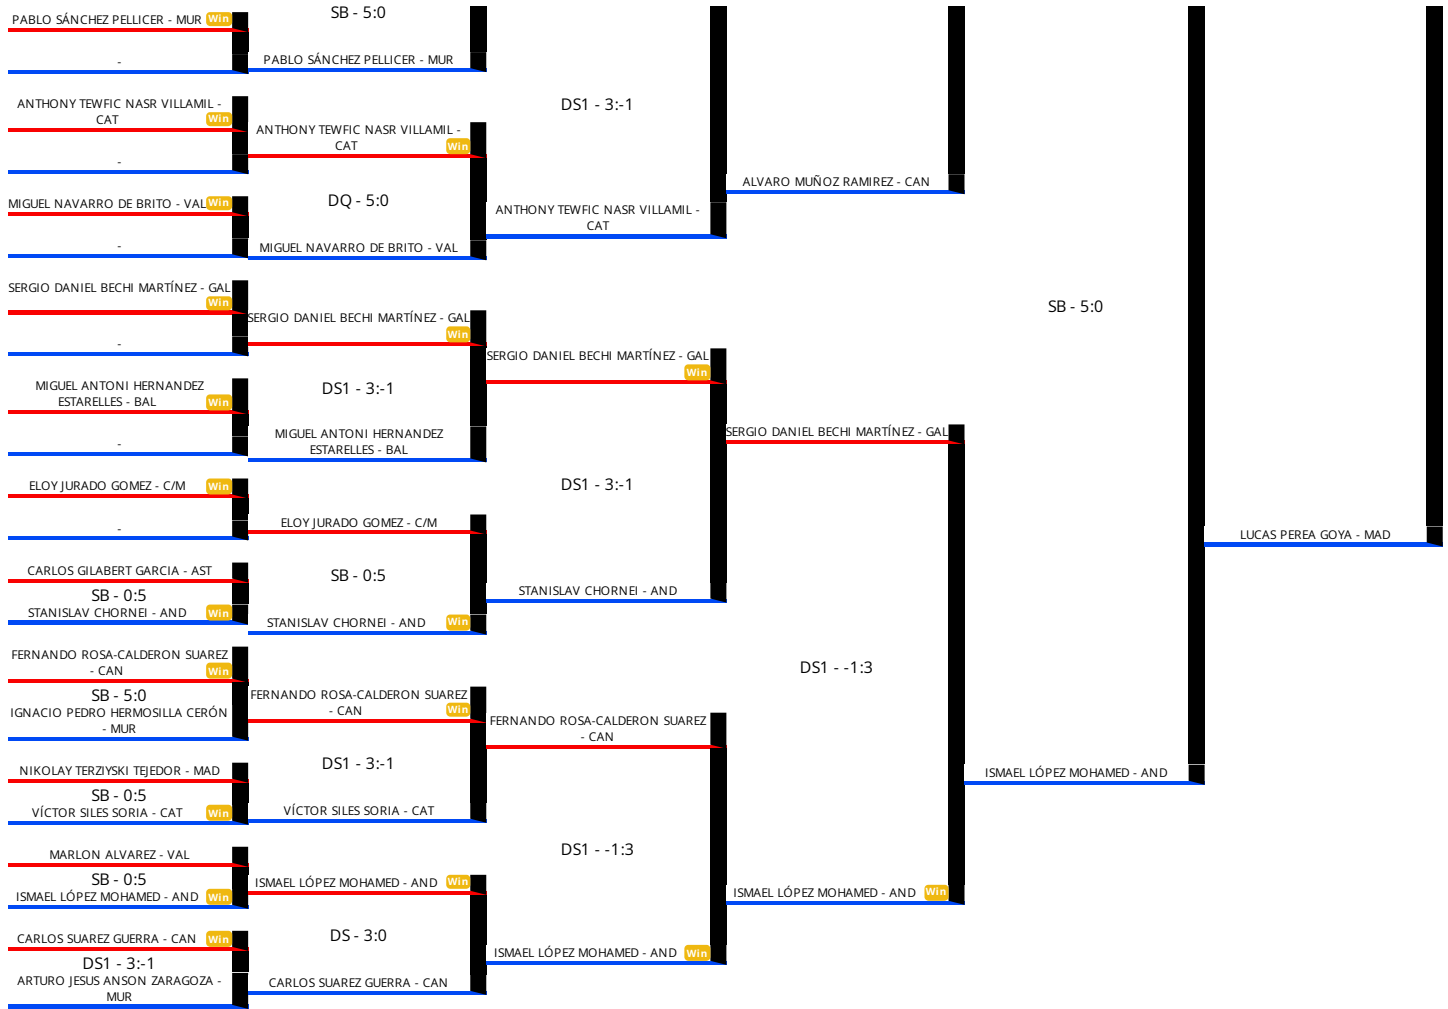 PABLO SÁNCHEZ PELLICER - MUR Win
-
ANTHONY TEWFIC NASR VILLAMIL -
CAT Win
-
MIGUEL NAVARRO DE BRITO - VAL Win
-
SERGIO DANIEL BECHI MARTÍNEZ - GAL
Win
-
MIGUEL ANTONI HERNANDEZ
ESTARELLES - BAL Win
-
ELOY JURADO GOMEZ - C/M Win
-
CARLOS GILABERT GARCIA - AST
SB - 0:5
STANISLAV CHORNEI - AND Win
FERNANDO ROSA-CALDERON SUAREZ
- CAN Win
SB - 5:0
IGNACIO PEDRO HERMOSILLA CERÓN
- MUR
NIKOLAY TERZIYSKI TEJEDOR - MAD
SB - 0:5
VÍCTOR SILES SORIA - CAT Win
MARLON ALVAREZ - VAL
SB - 0:5
ISMAEL LÓPEZ MOHAMED - AND Win
CARLOS SUAREZ GUERRA - CAN Win
DS1 - 3:-1
ARTURO JESUS ANSON ZARAGOZA -
MUR
SB - 5:0
PABLO SÁNCHEZ PELLICER - MUR
ANTHONY TEWFIC NASR VILLAMIL -
CAT Win
DQ - 5:0
MIGUEL NAVARRO DE BRITO - VAL
SERGIO DANIEL BECHI MARTÍNEZ - GAL
Win
DS1 - 3:-1
MIGUEL ANTONI HERNANDEZ
ESTARELLES - BAL
ELOY JURADO GOMEZ - C/M
SB - 0:5
STANISLAV CHORNEI - AND Win
FERNANDO ROSA-CALDERON SUAREZ
- CAN Win
DS1 - 3:-1
VÍCTOR SILES SORIA - CAT
ISMAEL LÓPEZ MOHAMED - AND Win
DS - 3:0
CARLOS SUAREZ GUERRA - CAN
DS1 - 3:-1
ANTHONY TEWFIC NASR VILLAMIL -
CAT
SERGIO DANIEL BECHI MARTÍNEZ - GAL
Win
DS1 - 3:-1
STANISLAV CHORNEI - AND
FERNANDO ROSA-CALDERON SUAREZ
- CAN
DS1 - -1:3
ISMAEL LÓPEZ MOHAMED - AND Win
ALVARO MUÑOZ RAMIREZ - CAN
SERGIO DANIEL BECHI MARTÍNEZ - GAL
DS1 - -1:3
ISMAEL LÓPEZ MOHAMED - AND Win
SB - 5:0
ISMAEL LÓPEZ MOHAMED - AND
LUCAS PEREA GOYA - MAD